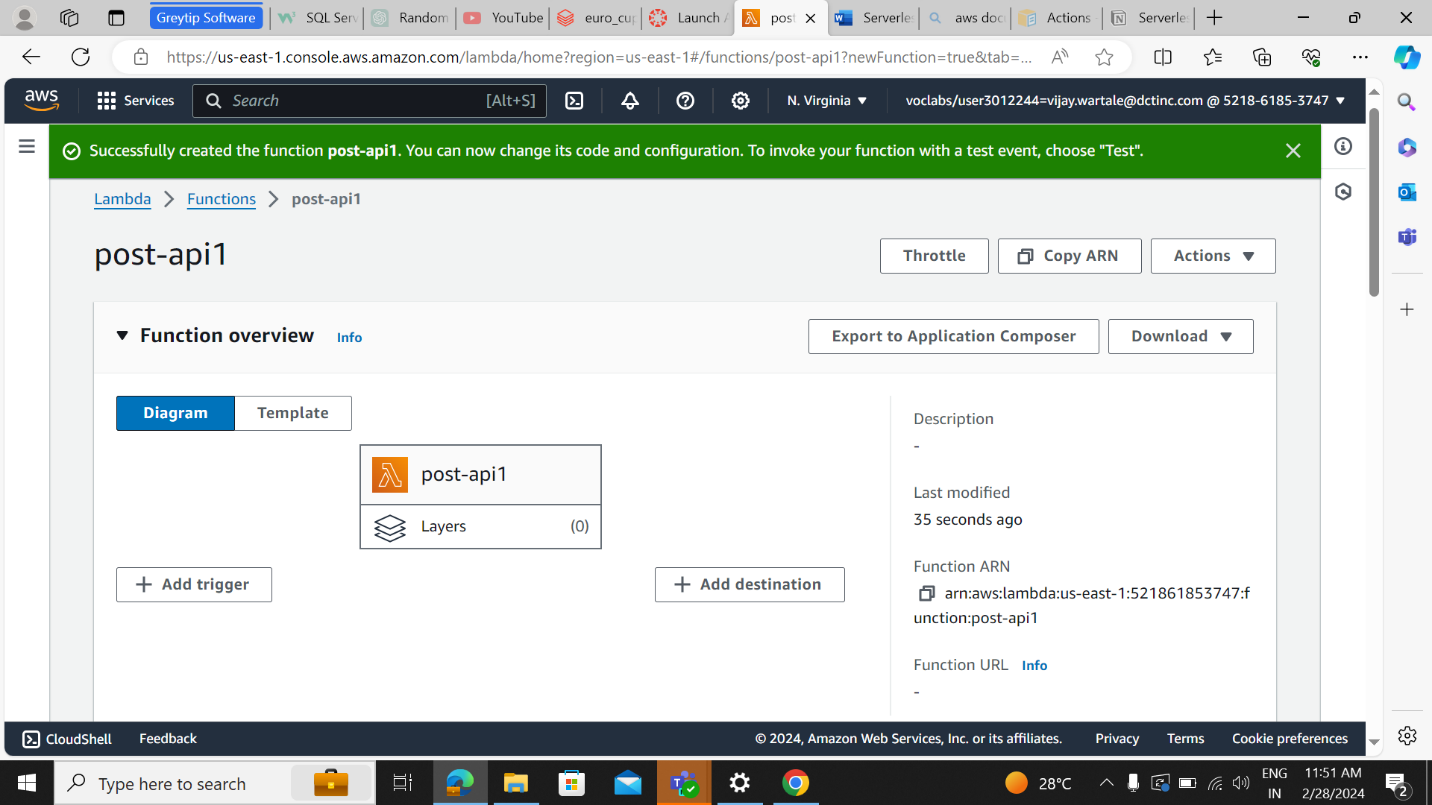 Greytip Software
SQL Serv
Random
YouTube
euro_cup
Launch A
post
Serverles
aws doc
Actions
Serverles
https://us-east-1.console.aws.amazon.com/lambda/home?region=us-east-1#/functions/post-api1?newFunction=true&tab=...
aws
Services
Search
[Alt+S]
N. Virginia
voclabs/user3012244=vijay.wartale@dctinc.com @ 5218-6185-3747
Successfully created the function post-api1. You can now change its code and configuration. To invoke your function with a test event, choose "Test".
Lambda > Functions > post-api1
post-api1
Throttle
Copy ARN
Actions
Function overview Info
Export to Application Composer
Download
Diagram
Template
post-api1
Layers (0)
+ Add trigger
+ Add destination
Description
-
Last modified
35 seconds ago
Function ARN
arn:aws:lambda:us-east-1:521861853747:f
unction:post-api1
Function URL Info
-
CloudShell
Feedback
© 2024, Amazon Web Services, Inc. or its affiliates.
Privacy
Terms
Cookie preferences
Type here to search
28°C
ENG
IN
11:51 AM
2/28/2024
2